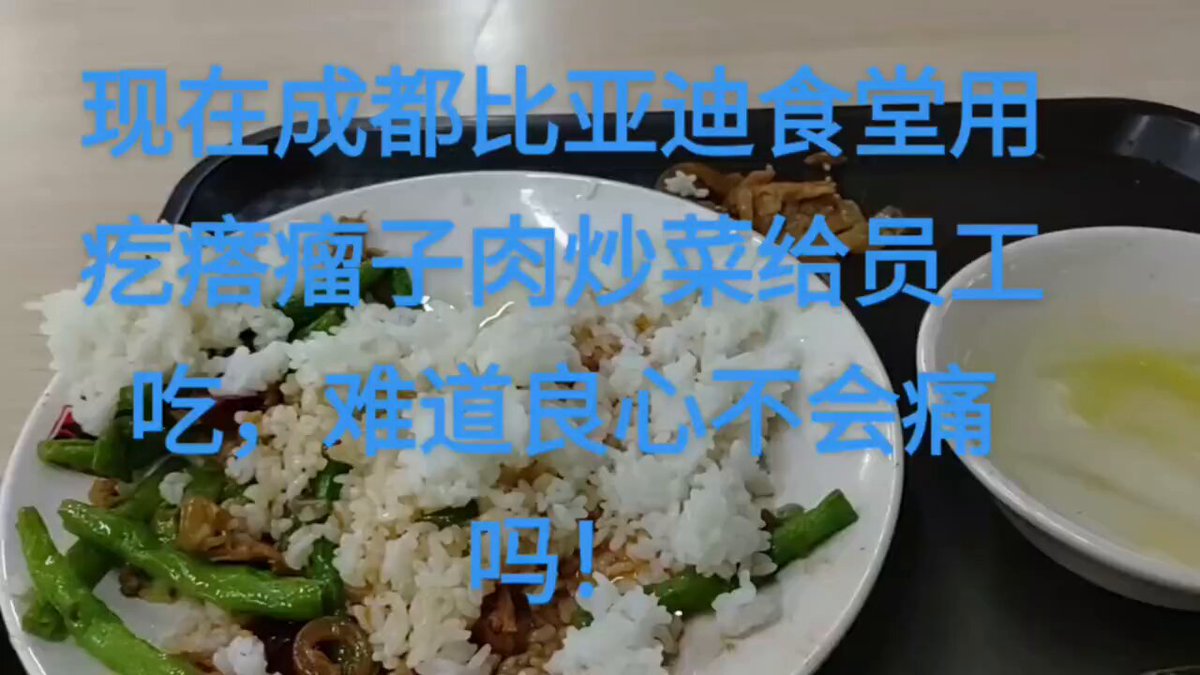 现在成都比亚迪食堂用
疙瘩瘤子肉炒菜给员工
吃，难道良心不会痛
吗！